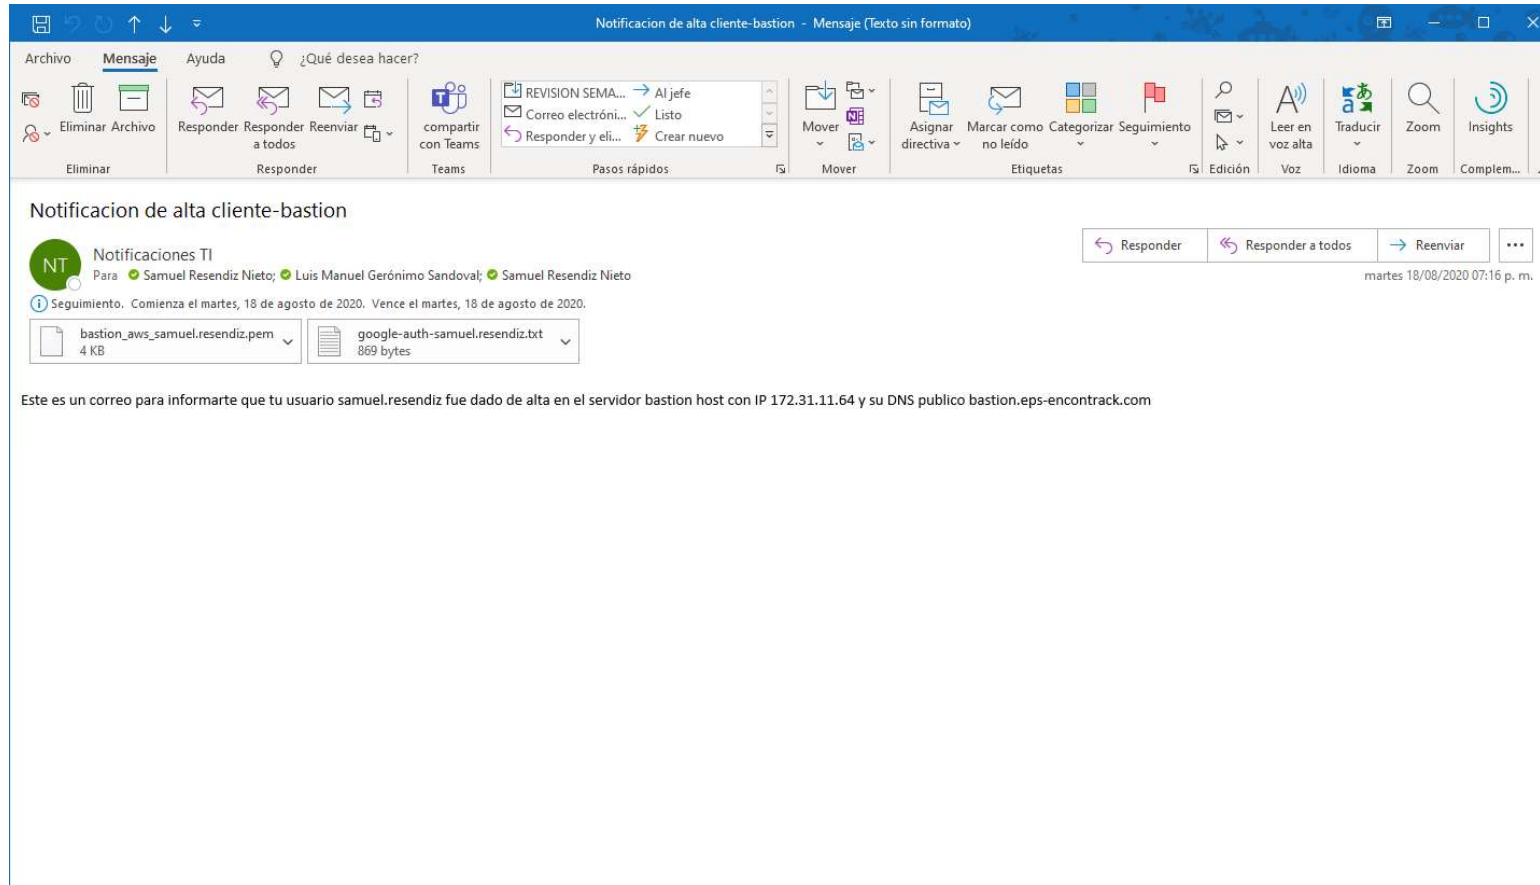 Notificacion de alta cliente-bastion - Mensaje (Texto sin formato)
Archivo Mensaje Ayuda ¿Qué desea hacer?
Eliminar Archivo
Responder Responder a todos Reenviar
compartir con Teams
REVISION SEMA... Al jefe
Correo electróni... Listo
Responder y eli... Crear nuevo
Mover
Asignar directiva Marcar como no leído Categorizar Seguimiento
Leer en voz alta
Traducir
Zoom
Insights
Eliminar Responder Teams Pasos rápidos Mover Etiquetas Edición Voz Idioma Zoom Complem...
Notificacion de alta cliente-bastion
Responder Responder a todos Reenviar
NT
Notificaciones TI
Para Samuel Resendiz Nieto; Luis Manuel Gerónimo Sandoval; Samuel Resendiz Nieto
martes 18/08/2020 07:16 p. m.
Seguimiento. Comienza el martes, 18 de agosto de 2020. Vence el martes, 18 de agosto de 2020.
bastion_aws_samuel.resendiz.pem
4 KB
google-auth-samuel.resendiz.txt
869 bytes
Este es un correo para informarte que tu usuario samuel.resendiz fue dado de alta en el servidor bastion host con IP 172.31.11.64 y su DNS publico bastion.eps-encontrack.com